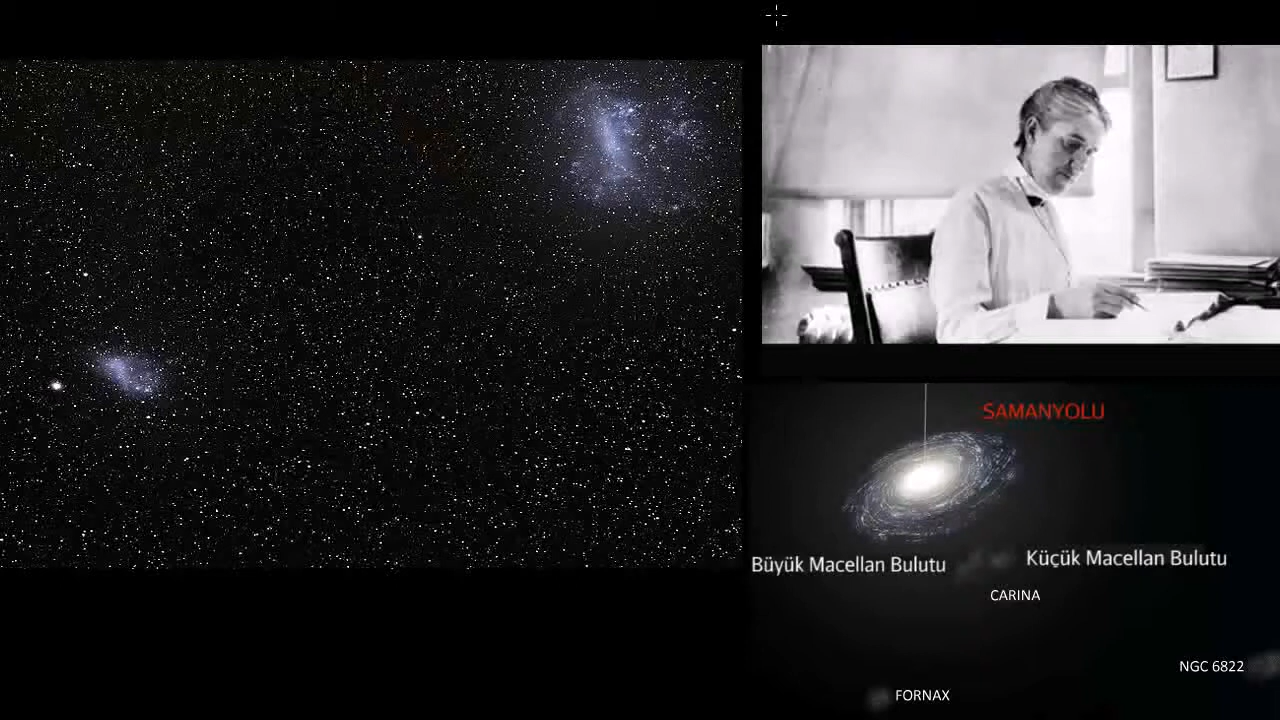 SAMANYOLU
Büyük Macellan Bulutu
Küçük Macellan Bulutu
CARINA
NGC 6822
FORNAX